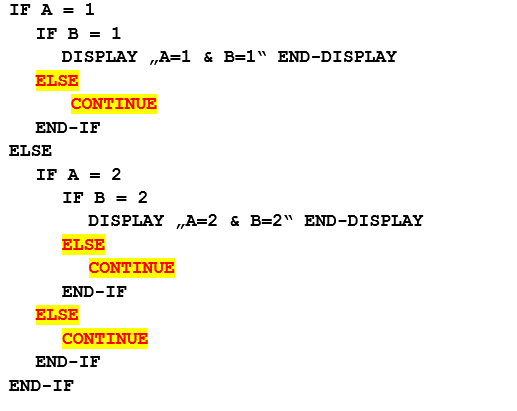 IF A = 1
IF B = 1
DISPLAY „A=1 & B=1“ END-DISPLAY
ELSE
CONTINUE
END-IF
ELSE
IF A = 2
IF B = 2
DISPLAY „A=2 & B=2“ END-DISPLAY
ELSE
CONTINUE
END-IF
ELSE
CONTINUE
END-IF
END-IF